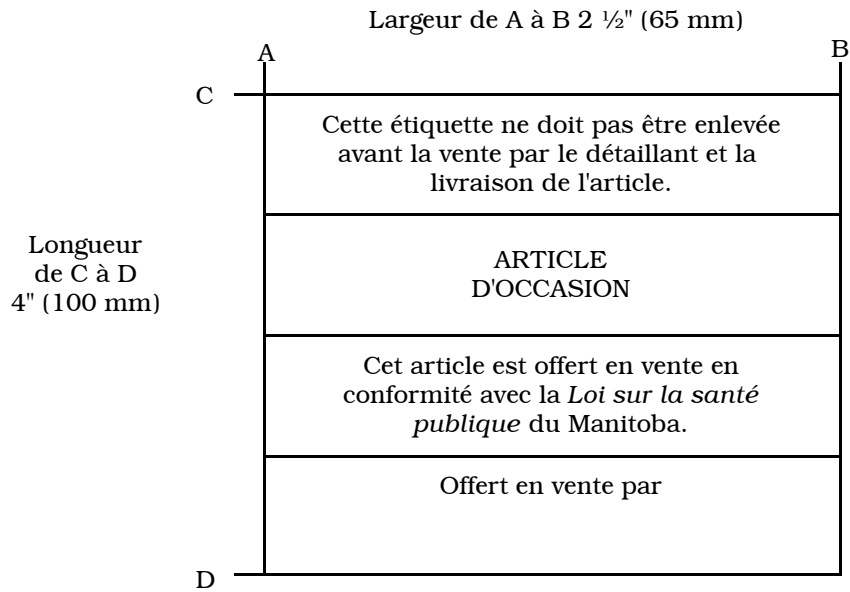 Largeur de A à B 2 ½" (65 mm)
A
B
C
Cette étiquette ne doit pas être enlevée
avant la vente par le détaillant et la
livraison de l'article.
Longueur
de C à D
4" (100 mm)
ARTICLE
D'OCCASION
Cet article est offert en vente en
conformité avec la Loi sur la santé
publique du Manitoba.
Offert en vente par
D